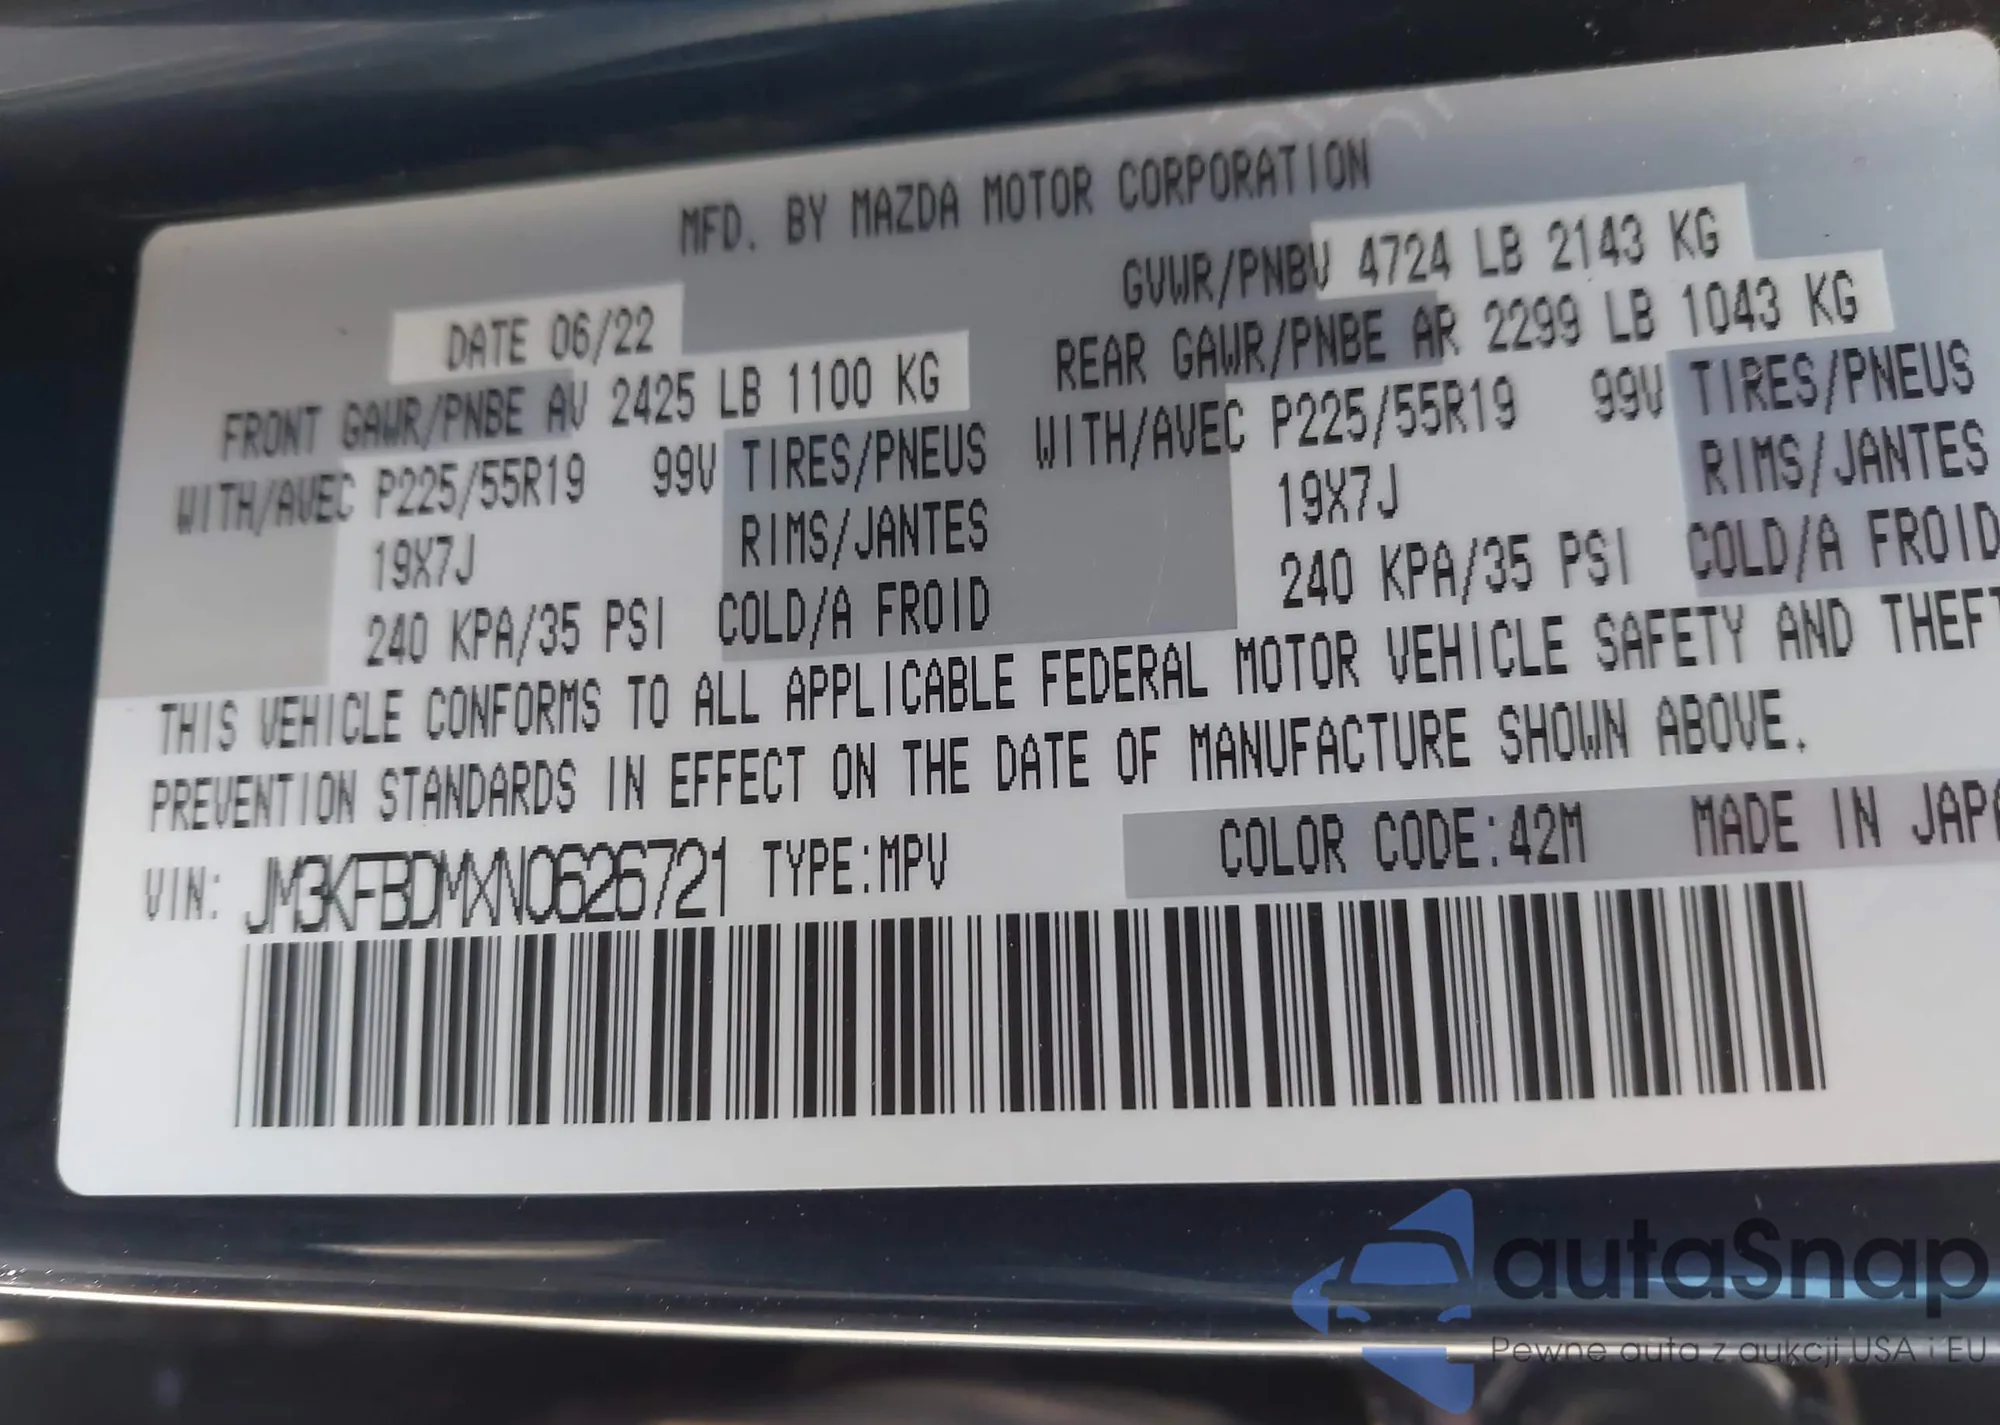 MFD. BY MAZDA MOTOR CORPORATION
DATE 06/22 GVWR/PNBV 4724 LB 2143 KG
FRONT GAWR/PNBE AV 2425 LB 1100 KG REAR GAWR/PNBE AR 2299 LB 1043 KG
WITH/AVEC P225/55R19 99V TIRES/PNEUS WITH/AVEC P225/55R19 99V TIRES/PNEUS
19X7J RIMS/JANTES 19X7J RIMS/JANTES
240 KPA/35 PSI COLD/A FROID 240 KPA/35 PSI COLD/A FROID
THIS VEHICLE CONFORMS TO ALL APPLICABLE FEDERAL MOTOR VEHICLE SAFETY AND THEFT
PREVENTION STANDARDS IN EFFECT ON THE DATE OF MANUFACTURE SHOWN ABOVE.
VIN: JM3KFBDMXN0626721 TYPE:MPV COLOR CODE:42M MADE IN JAPA
autaSnap
Pewne auta z aukcji USA i EU